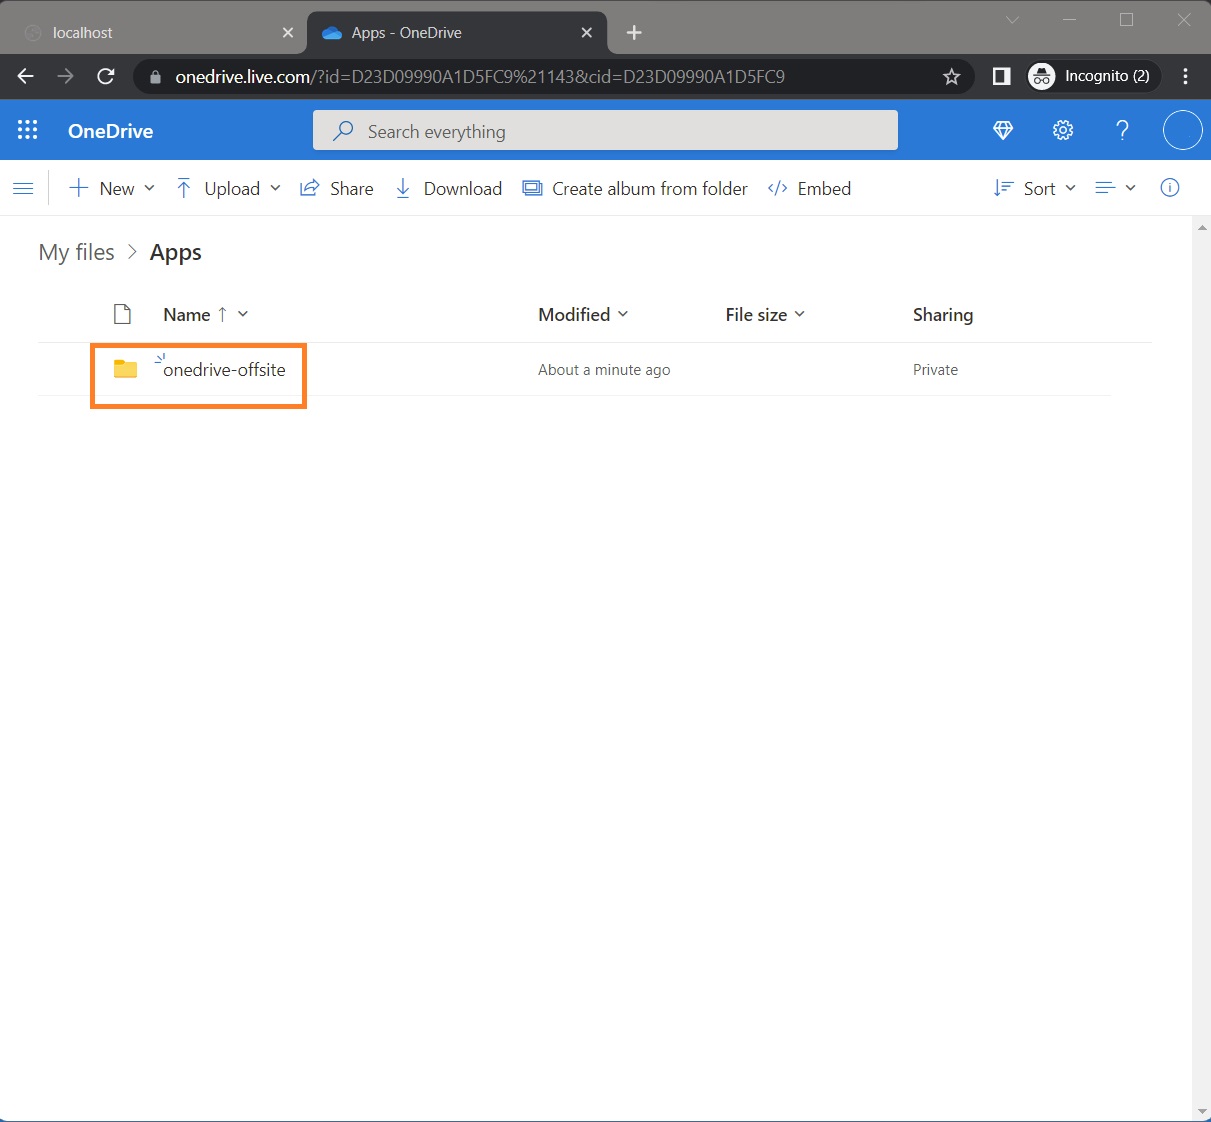 localhost
Apps - OneDrive
onedrive.live.com/?id=D23D09990A1D5FC9%21143&cid=D23D09990A1D5FC9
Incognito (2)
OneDrive
Search everything
New
Upload
Share
Download
Create album from folder
Embed
Sort
My files > Apps
Name
Modified
File size
Sharing
onedrive-offsite
About a minute ago
Private